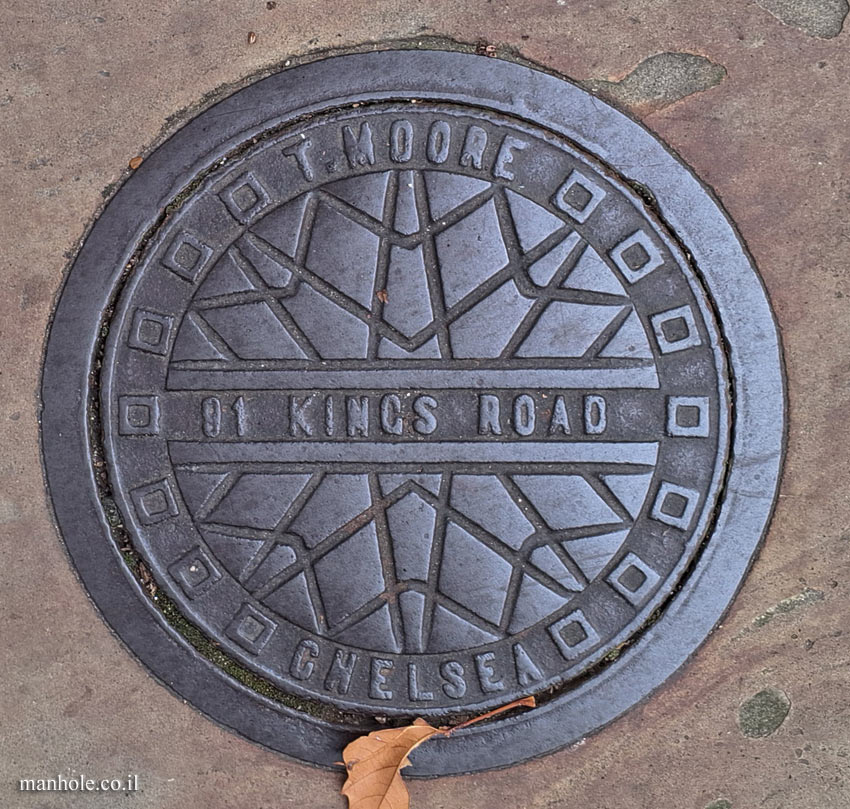 T. MOORE
91 KINGS ROAD
CHELSEA
manhole.co.il